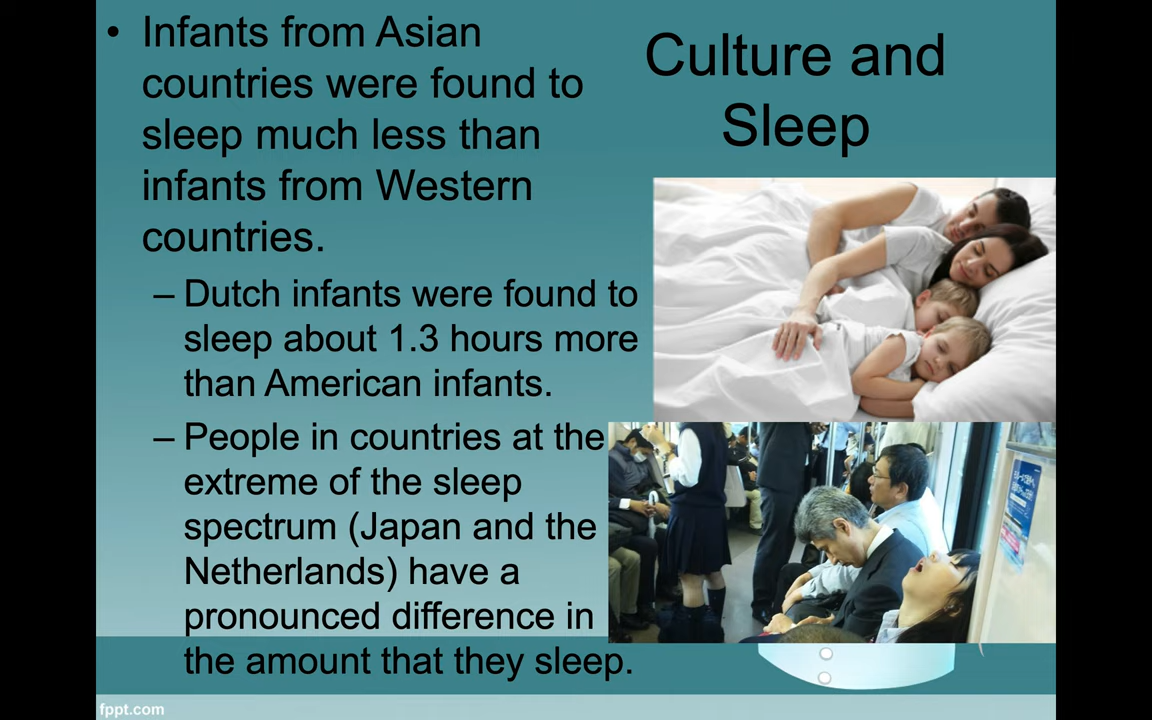 Culture and
Sleep
• Infants from Asian
countries were found to
sleep much less than
infants from Western
countries.
– Dutch infants were found to
sleep about 1.3 hours more
than American infants.
– People in countries at the
extreme of the sleep
spectrum (Japan and the
Netherlands) have a
pronounced difference in
the amount that they sleep.
fppt.com